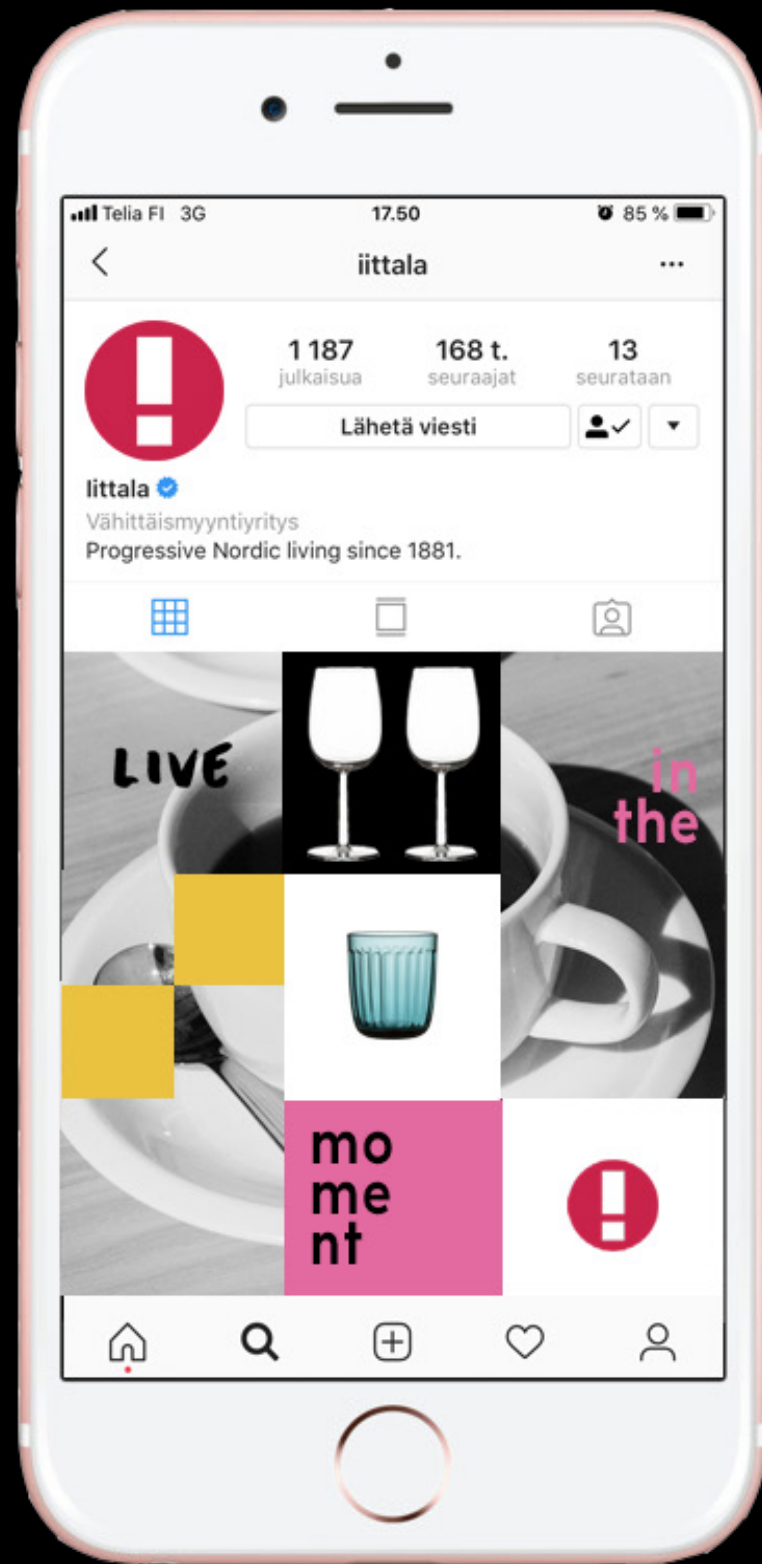 Telia FI 3G 17.50 85 %
iittala
1 187 168 t. 13
julkaisua seuraajat seurataan
Lähetä viesti
Iittala
Vähittäismyyntiyritys
Progressive Nordic living since 1881.
LIVE
in
the
mo
me
nt